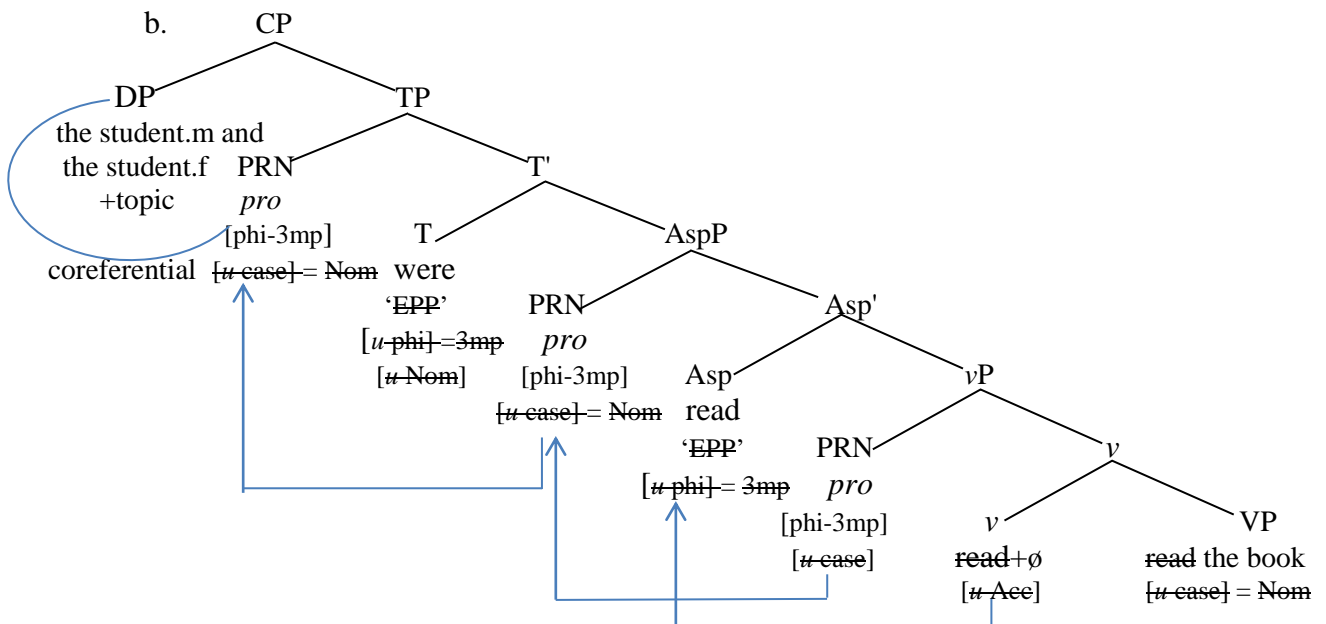 b. CP
DP TP
the student.m and
the student.f PRN T'
+topic pro
[phi-3mp] T AspP
coreferential [u case] = Nom were
‘EPP’ PRN Asp'
[u phi] =3mp pro
[u Nom] [phi-3mp] Asp vP
[u case] = Nom read
‘EPP’ PRN v
[u phi] = 3mp pro
[phi-3mp] v VP
[u case] read+ø read the book
[u Acc] [u case] = Nom